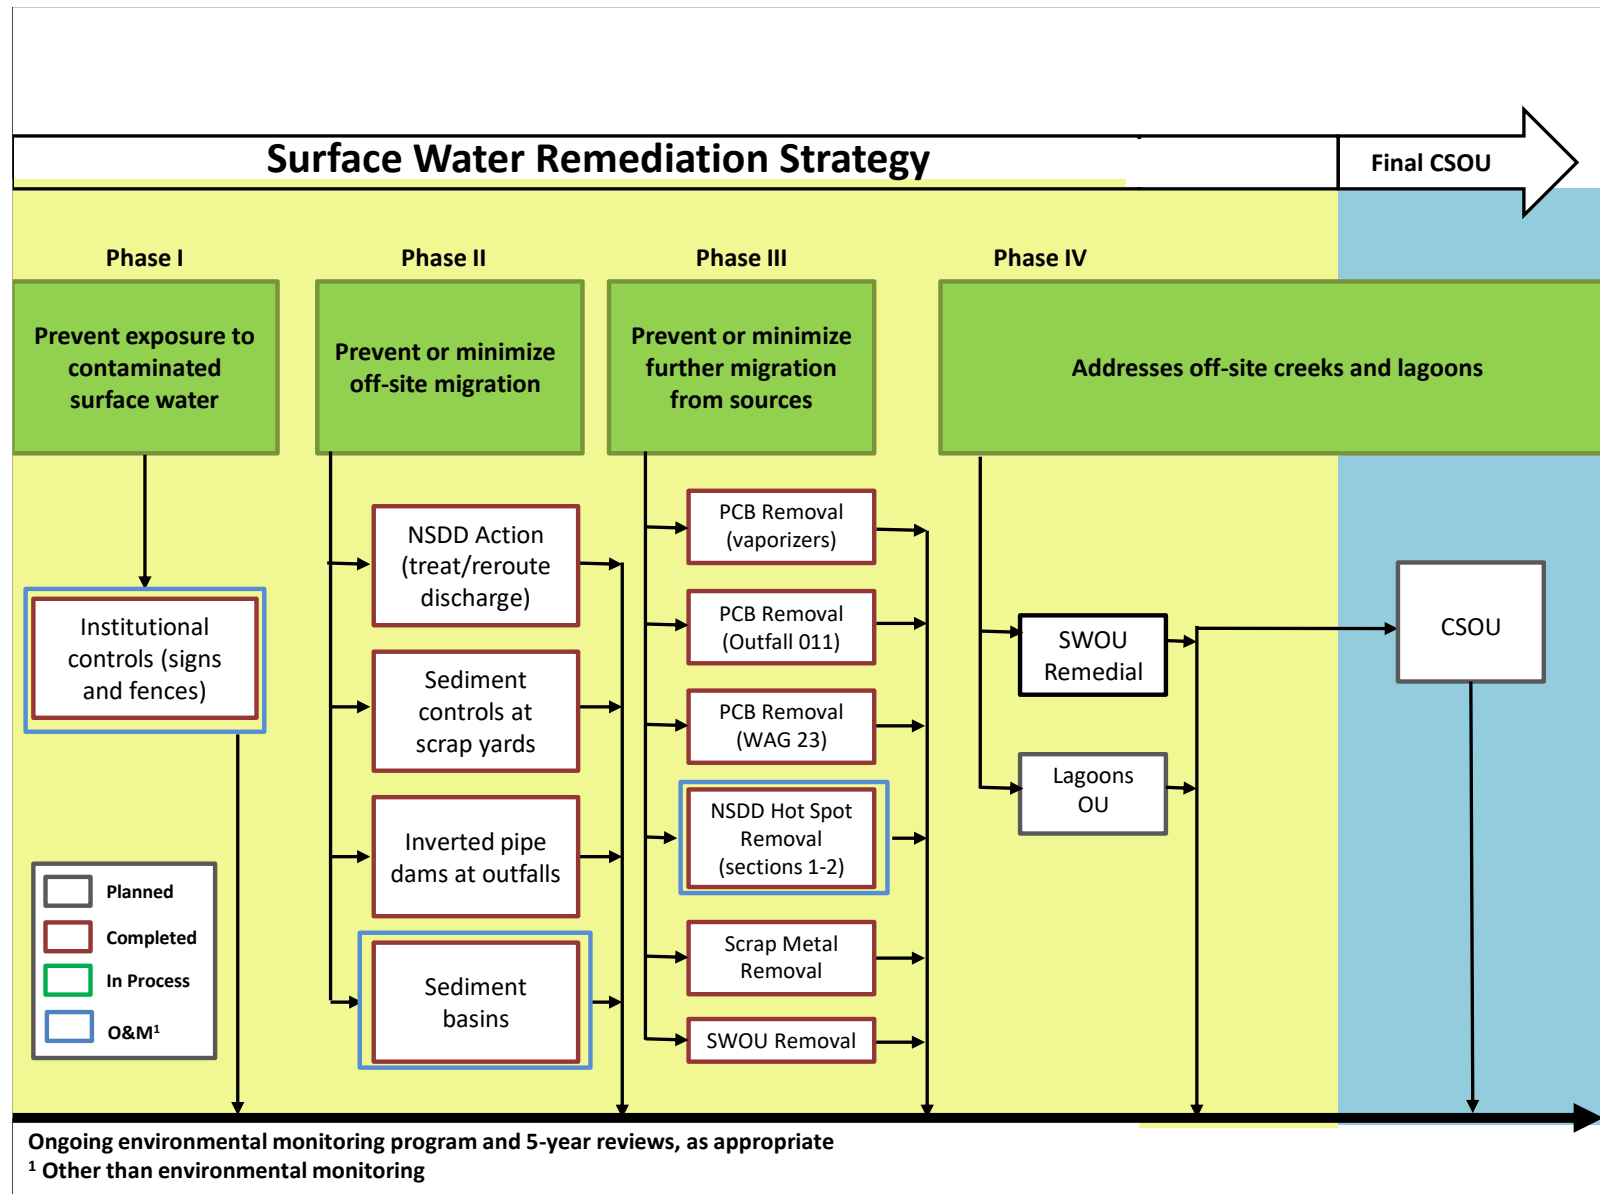 Surface Water Remediation Strategy
Final CSOU
Phase I
Phase II
Phase III
Phase IV
Prevent exposure to
contaminated
surface water
Prevent or minimize
off-site migration
Prevent or minimize
further migration
from sources
Addresses off-site creeks and lagoons
Institutional
controls (signs
and fences)
NSDD Action
(treat/reroute
discharge)
Sediment
controls at
scrap yards
Inverted pipe
dams at outfalls
Sediment
basins
PCB Removal
(vaporizers)
PCB Removal
(Outfall 011)
PCB Removal
(WAG 23)
NSDD Hot Spot
Removal
(sections 1-2)
Scrap Metal
Removal
SWOU Removal
SWOU
Remedial
Lagoons
OU
CSOU
Planned
Completed
In Process
O&M¹
Ongoing environmental monitoring program and 5-year reviews, as appropriate
¹ Other than environmental monitoring